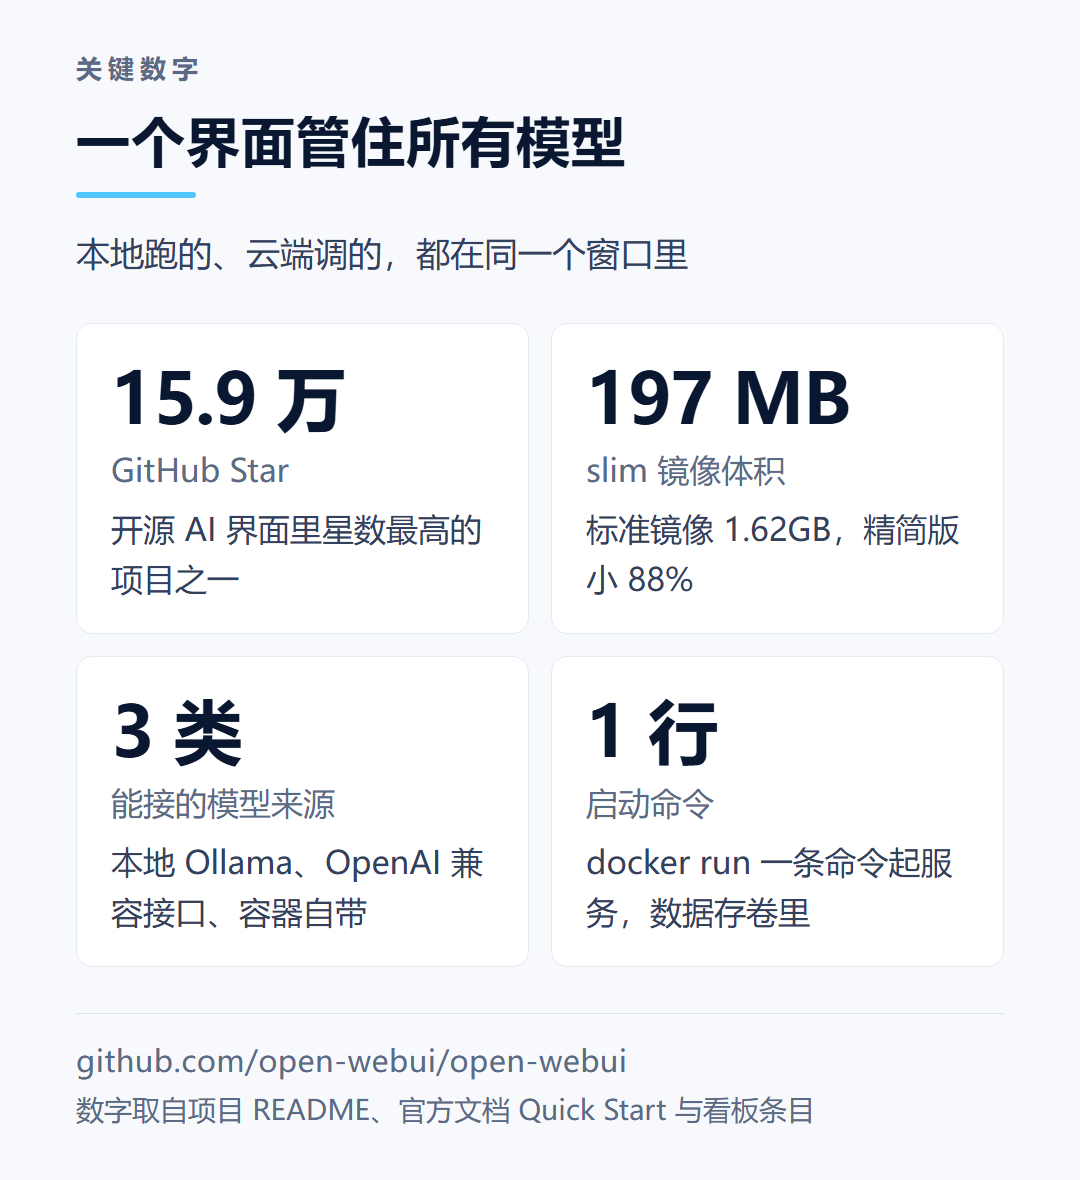 关键数字
一个界面管住所有模型
本地跑的、云端调的，都在同一个窗口里
15.9 万
GitHub Star
开源 AI 界面里星数最高的
项目之一
197 MB
slim 镜像体积
标准镜像 1.62GB，精简版
小 88%
3 类
能接的模型来源
本地 Ollama、OpenAI 兼
容接口、容器自带
1 行
启动命令
docker run 一条命令起服
务，数据存卷里
github.com/open-webui/open-webui
数字取自项目 README、官方文档 Quick Start 与看板条目